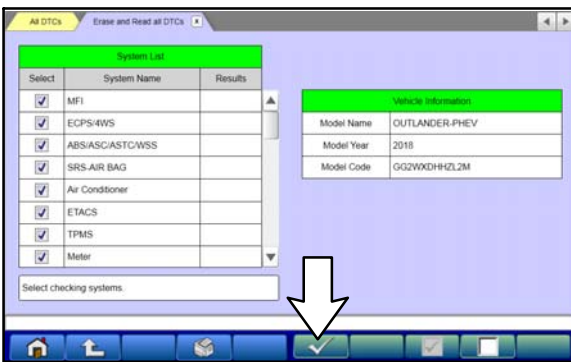 All DTCs
Erase and Read all DTCs x
System List
Select System Name Results
MFI
ECPS/4WS
ABS/ASC/ASTC/WSS
SRS-AIR BAG
Air Conditioner
ETACS
TPMS
Meter
Select checking systems.
Vehicle Information
Model Name OUTLANDER-PHEV
Model Year 2018
Model Code GG2WXDHHZL2M